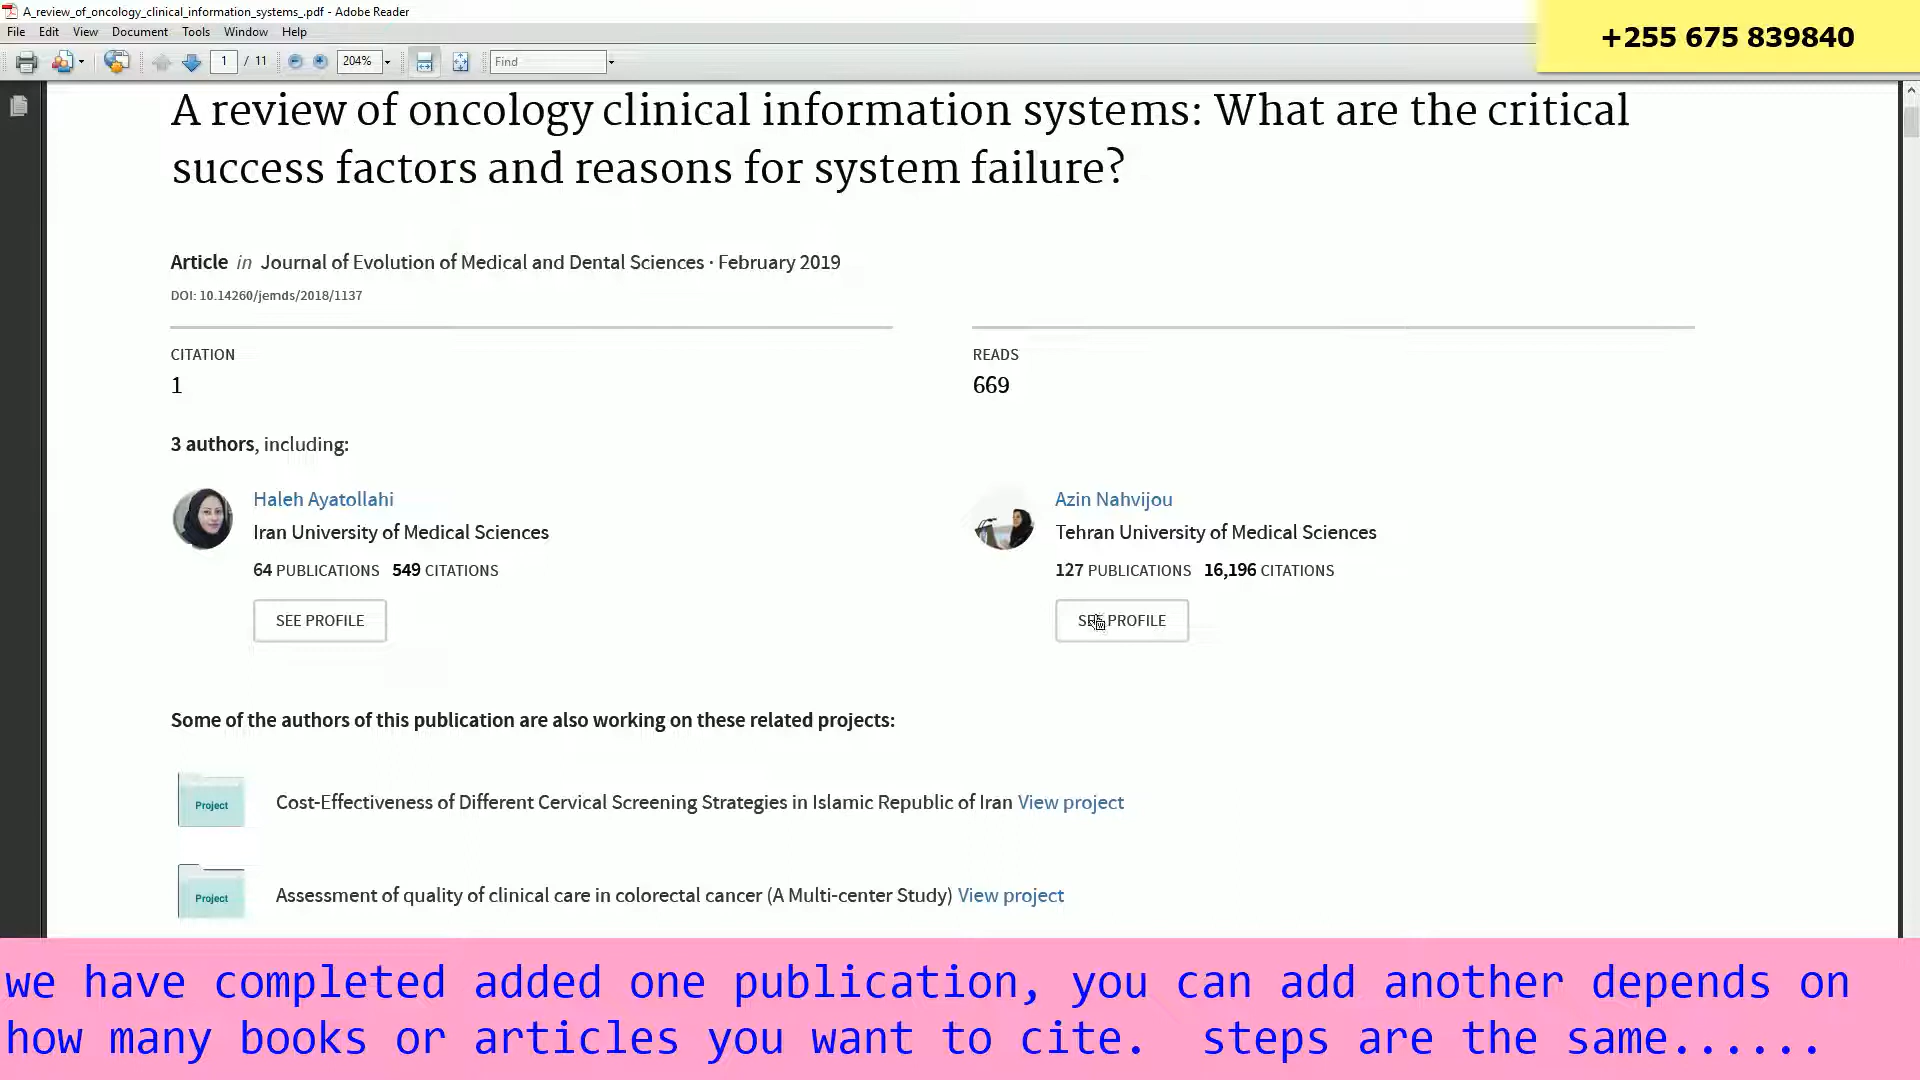 A_review_of_oncology_clinical_information_systems_.pdf - Adobe Reader
File Edit View Document Tools Window Help
+255 675 839840
1 / 11 204% Find
A review of oncology clinical information systems: What are the critical
success factors and reasons for system failure?
Article in Journal of Evolution of Medical and Dental Sciences · February 2019
DOI: 10.14260/jemds/2018/1137
CITATION
1
READS
669
3 authors, including:
Haleh Ayatollahi
Iran University of Medical Sciences
64 PUBLICATIONS 549 CITATIONS
SEE PROFILE
Azin Nahvijou
Tehran University of Medical Sciences
127 PUBLICATIONS 16,196 CITATIONS
SEE PROFILE
Some of the authors of this publication are also working on these related projects:
Project
Cost-Effectiveness of Different Cervical Screening Strategies in Islamic Republic of Iran View project
Project
Assessment of quality of clinical care in colorectal cancer (A Multi-center Study) View project
we have completed added one publication, you can add another depends on
how many books or articles you want to cite. steps are the same......